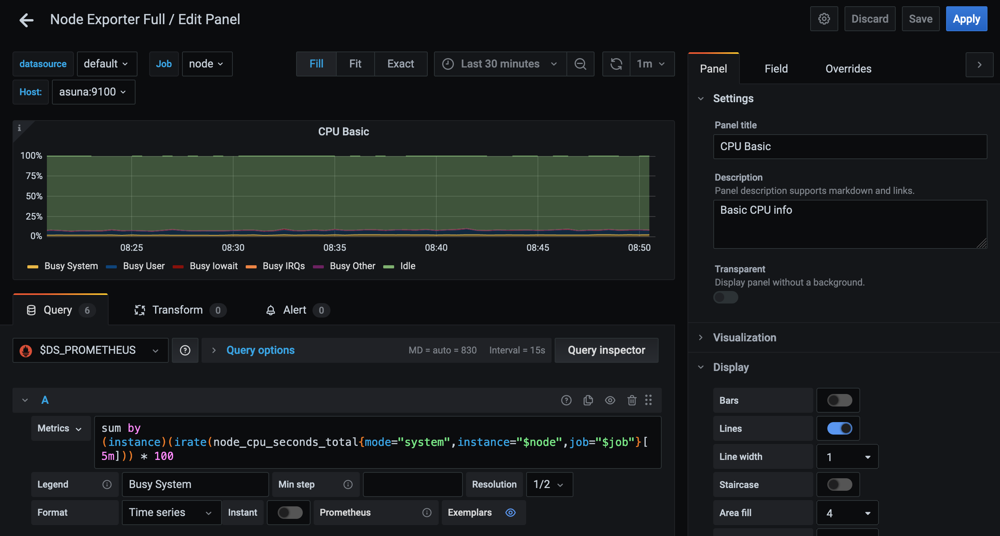 Node Exporter Full / Edit Panel
Discard
Save
Apply
datasource
default
Job
node
Fill
Fit
Exact
Last 30 minutes
1m
Host:
asuna:9100
CPU Basic
100%
75%
50%
25%
0%
08:25
08:30
08:35
08:40
08:45
08:50
Busy System
Busy User
Busy Iowait
Busy IRQs
Busy Other
Idle
Query 6
Transform 0
Alert 0
$DS_PROMETHEUS
Query options
MD = auto = 830
Interval = 15s
Query inspector
A
Metrics
sum by
(instance)(irate(node_cpu_seconds_total{mode="system",instance="$node",job="$job"}[
5m])) * 100
Legend
Busy System
Min step
Resolution
1/2
Format
Time series
Instant
Prometheus
Exemplars
Panel
Field
Overrides
Settings
Panel title
CPU Basic
Description
Panel description supports markdown and links.
Basic CPU info
Transparent
Display panel without a background.
Visualization
Display
Bars
Lines
Line width
1
Staircase
Area fill
4